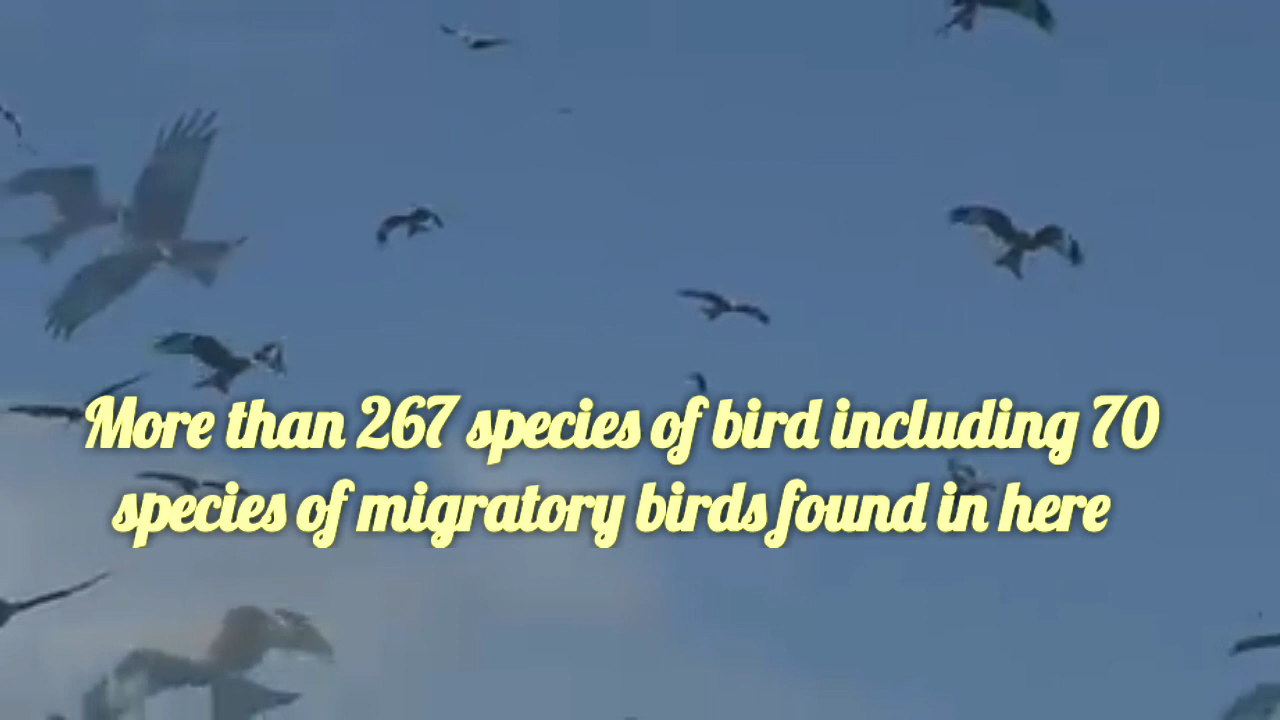 More than 267 species of bird including 70
species of migratory birds found in here